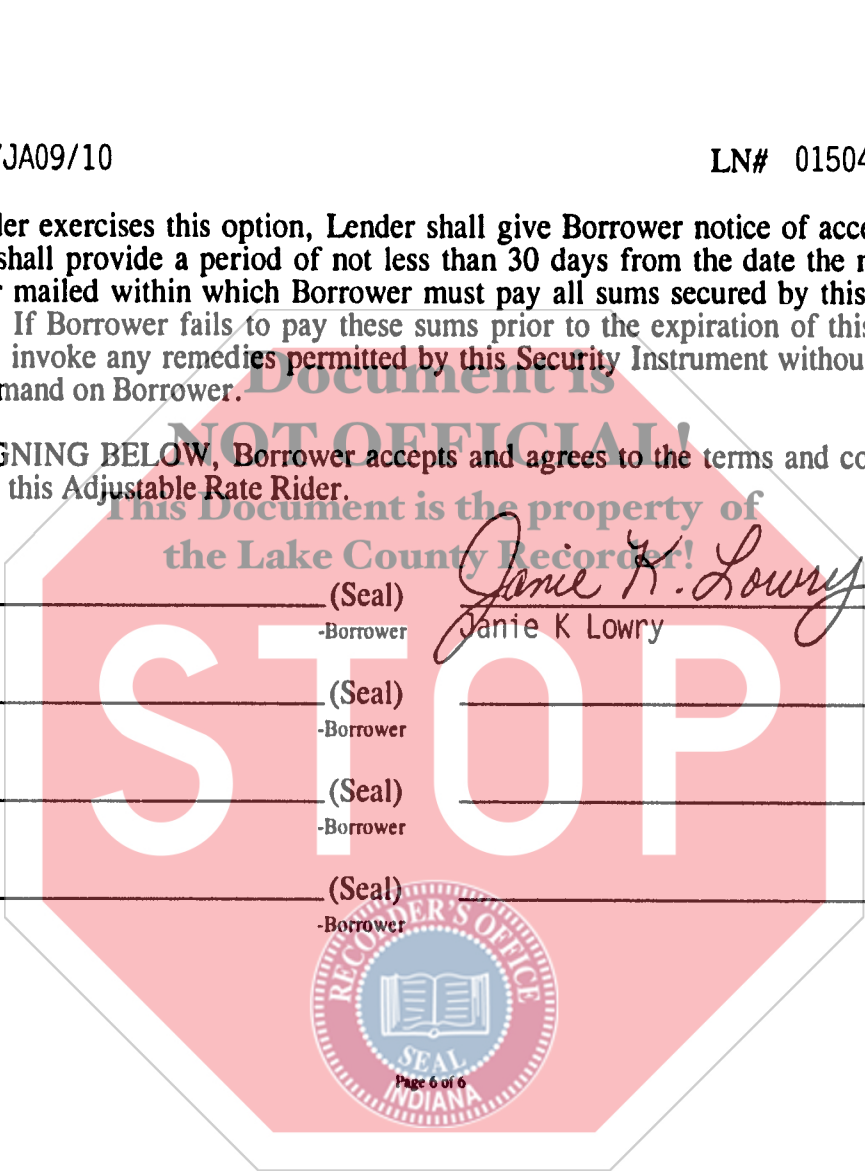 /JA09/10 LN# 01504
der exercises this option, Lender shall give Borrower notice of acce
shall provide a period of not less than 30 days from the date the n
r mailed within which Borrower must pay all sums secured by this
If Borrower fails to pay these sums prior to the expiration of this
invoke any remedies permitted by this Security Instrument withou
mand on Borrower.
Document is
NOT OFFICIAL!
GNING BELOW, Borrower accepts and agrees to the terms and co
this Adjustable Rate Rider.
This Document is the property of
the Lake County Recorder!
Janie K. Lowry
(Seal)
-Borrower
Janie K Lowry
STOP
(Seal)
-Borrower
(Seal)
-Borrower
(Seal)
-Borrower
RECORDER'S OFFICE
SEAL
INDIANA
Page 6 of 6